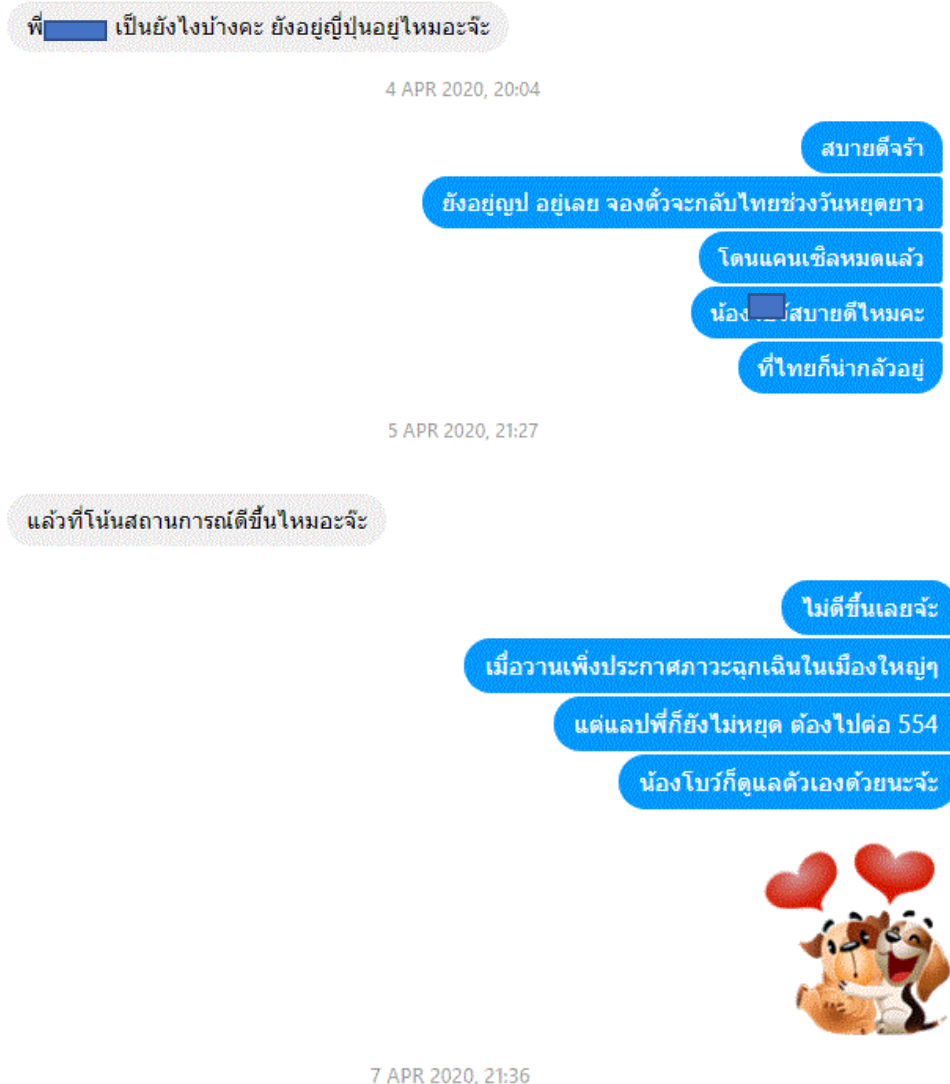 พี่ เป็นยังไงบ้างคะ ยังอยู่ญี่ปุ่นอยู่ไหมอะจ๊ะ
4 APR 2020, 20:04
สบายดีจร้า
ยังอยู่ญป อยู่เลย จองตั๋วจะกลับไทยช่วงวันหยุดยาว
โดนแคนเซิลหมดแล้ว
น้อง สบายดีไหมคะ
ที่ไทยก็น่ากลัวอยู่
5 APR 2020, 21:27
แล้วที่โน้นสถานการณ์ดีขึ้นไหมอะจ๊ะ
ไม่ดีขึ้นเลยจ้ะ
เมื่อวานเพิ่งประกาศภาวะฉุกเฉินในเมืองใหญ่ๆ
แต่แลปพี่ก็ยังไม่หยุด ต้องไปต่อ 554
น้องโบว์ก็ดูแลตัวเองด้วยนะจ้ะ
7 APR 2020, 21:36